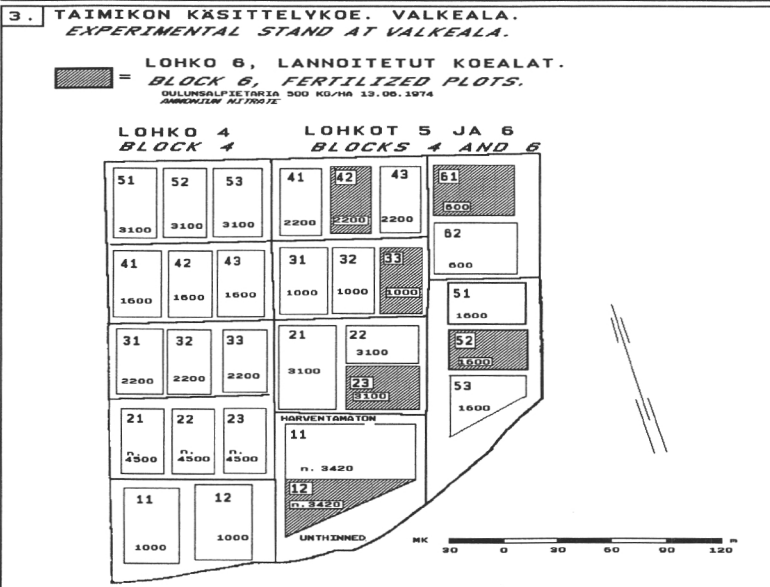 3. TAIMIKON KÄSITTELYKOE. VALKEALA.
EXPERIMENTAL STAND AT VALKEALA.
LOHKO 6, LANNOITETUT KOEALAT.
= BLOCK 6, FERTILIZED PLOTS.
OULUNSALPIETARIA 500 KG/HA 13.06.1974
AMMONIUM NITRATE
LOHKO 4 LOHKOT 5 JA 6
BLOCK 4 BLOCKS 4 AND 6
51 52 53 41 42 43 61
3100 3100 3100 2200 2200 2200 600
62
600
41 42 43 31 32 33
1600 1600 1600 1000 1000 1000
51
1600
31 32 33 21 22 52
2200 2200 2200 3100 3100 1600
23 53
3100 1600
21 22 23 HARVENTAMATON
n. n. n. 11
4500 4500 4500 n. 3420
11 12 12
1000 1000 n. 3420
UNTHINNED
MK 30 0 30 60 90 120 m